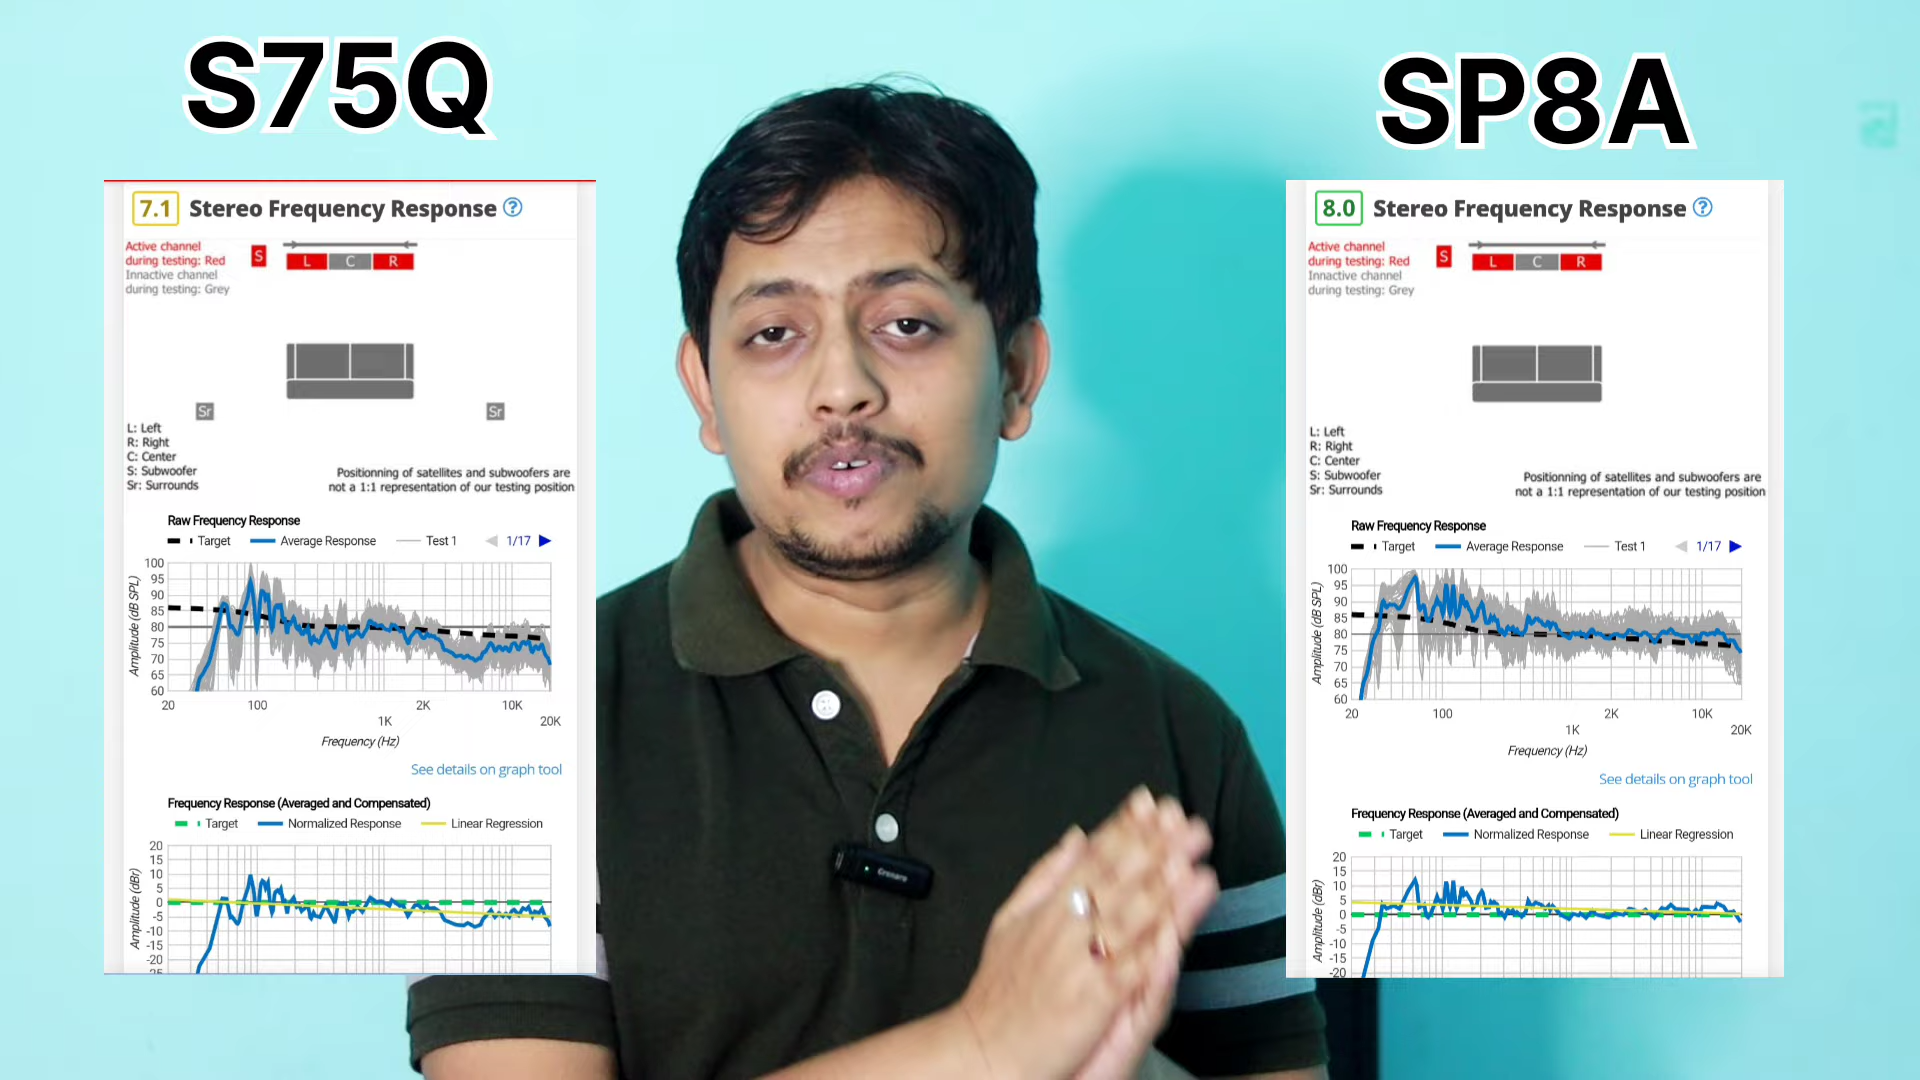 S75Q
SP8A
7.1 Stereo Frequency Response ?
Active channel
during testing: Red
Innactive channel
during testing: Grey
S
L C R
Sr Sr
L: Left
R: Right
C: Center
S: Subwoofer
Sr: Surrounds
Positionning of satellites and subwoofers are
not a 1:1 representation of our testing position
Raw Frequency Response
Target Average Response Test 1 1/17
Amplitude (dB SPL)
100
95
90
85
80
75
70
65
60
20 100 2K 10K
1K 20K
Frequency (Hz)
See details on graph tool
Frequency Response (Averaged and Compensated)
Target Normalized Response Linear Regression
Amplitude (dBr)
20
15
10
5
0
-5
-10
-15
-20
8.0 Stereo Frequency Response ?
Active channel
during testing: Red
Innactive channel
during testing: Grey
S
L C R
L: Left
R: Right
C: Center
S: Subwoofer
Sr: Surrounds
Positionning of satellites and subwoofers are
not a 1:1 representation of our testing position
Raw Frequency Response
Target Average Response Test 1 1/17
Amplitude (dB SPL)
100
95
90
85
80
75
70
65
60
20 100 2K 10K
1K 20K
Frequency (Hz)
See details on graph tool
Frequency Response (Averaged and Compensated)
Target Normalized Response Linear Regression
Amplitude (dBr)
20
15
10
5
0
-5
-10
-15
-20